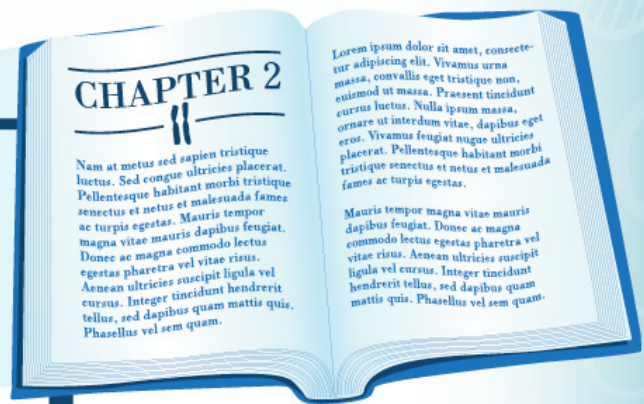 CHAPTER 2
Nam at metus sed sapien tristique
luctus. Sed congue ultricies placerat.
Pellentesque habitant morbi tristique
senectus et netus et malesuada fames
ac turpis egestas. Mauris tempor
magna vitae mauris dapibus feugiat.
Donec ac magna commodo lectus
egestas pharetra vel vitae risus.
Aenean ultricies suscipit ligula vel
cursus. Integer tincidunt hendrerit
tellus, sed dapibus quam mattis quis.
Phasellus vel sem quam.
Lorem ipsum dolor sit amet, consecte-
tur adipiscing elit. Vivamus urna
massa, convallis eget tristique non,
euismod ut massa. Praesent tincidunt
cursus luctus. Nulla ipsum massa,
ornare ut interdum vitae, dapibus eget
eros. Vivamus feugiat nugue ultricies
placerat. Pellentesque habitant morbi
tristique senectus et netus et malesuada
fames ac turpis egestas.
Mauris tempor magna vitae mauris
dapibus feugiat. Donec ac magna
commodo lectus egestas pharetra vel
vitae risus. Aenean ultricies suscipit
ligula vel cursus. Integer tincidunt
hendrerit tellus, sed dapibus quam
mattis quis. Phasellus vel sem quam.